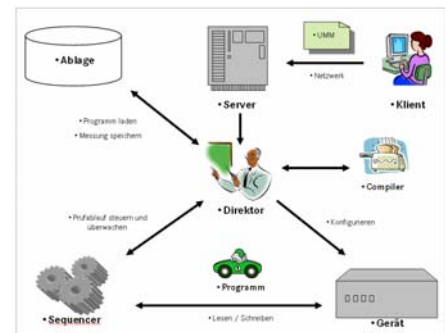 • UMM
• Ablage
• Netzwerk
• Server
• Klient
• Programm laden
• Messung speichern
• Compiler
• Direktor
• Prüfablauf steuern und
überwachen
• Konfigurieren
• Programm
• Sequencer
• Lesen / Schreiben
• Gerät